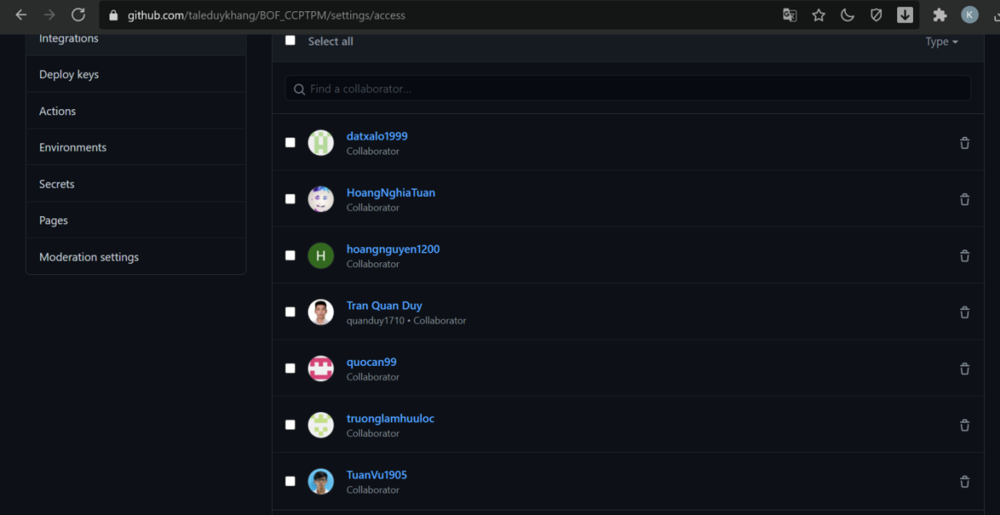 github.com/taleduykhang/BOF_CCPTPM/settings/access
K
Integrations
Deploy keys
Actions
Environments
Secrets
Pages
Moderation settings
Select all
Type
Find a collaborator...
datxalo1999
Collaborator
HoangNghiaTuan
Collaborator
H
hoangnguyen1200
Collaborator
Tran Quan Duy
quanduy1710 • Collaborator
quocan99
Collaborator
truonglamhuuloc
Collaborator
TuanVu1905
Collaborator